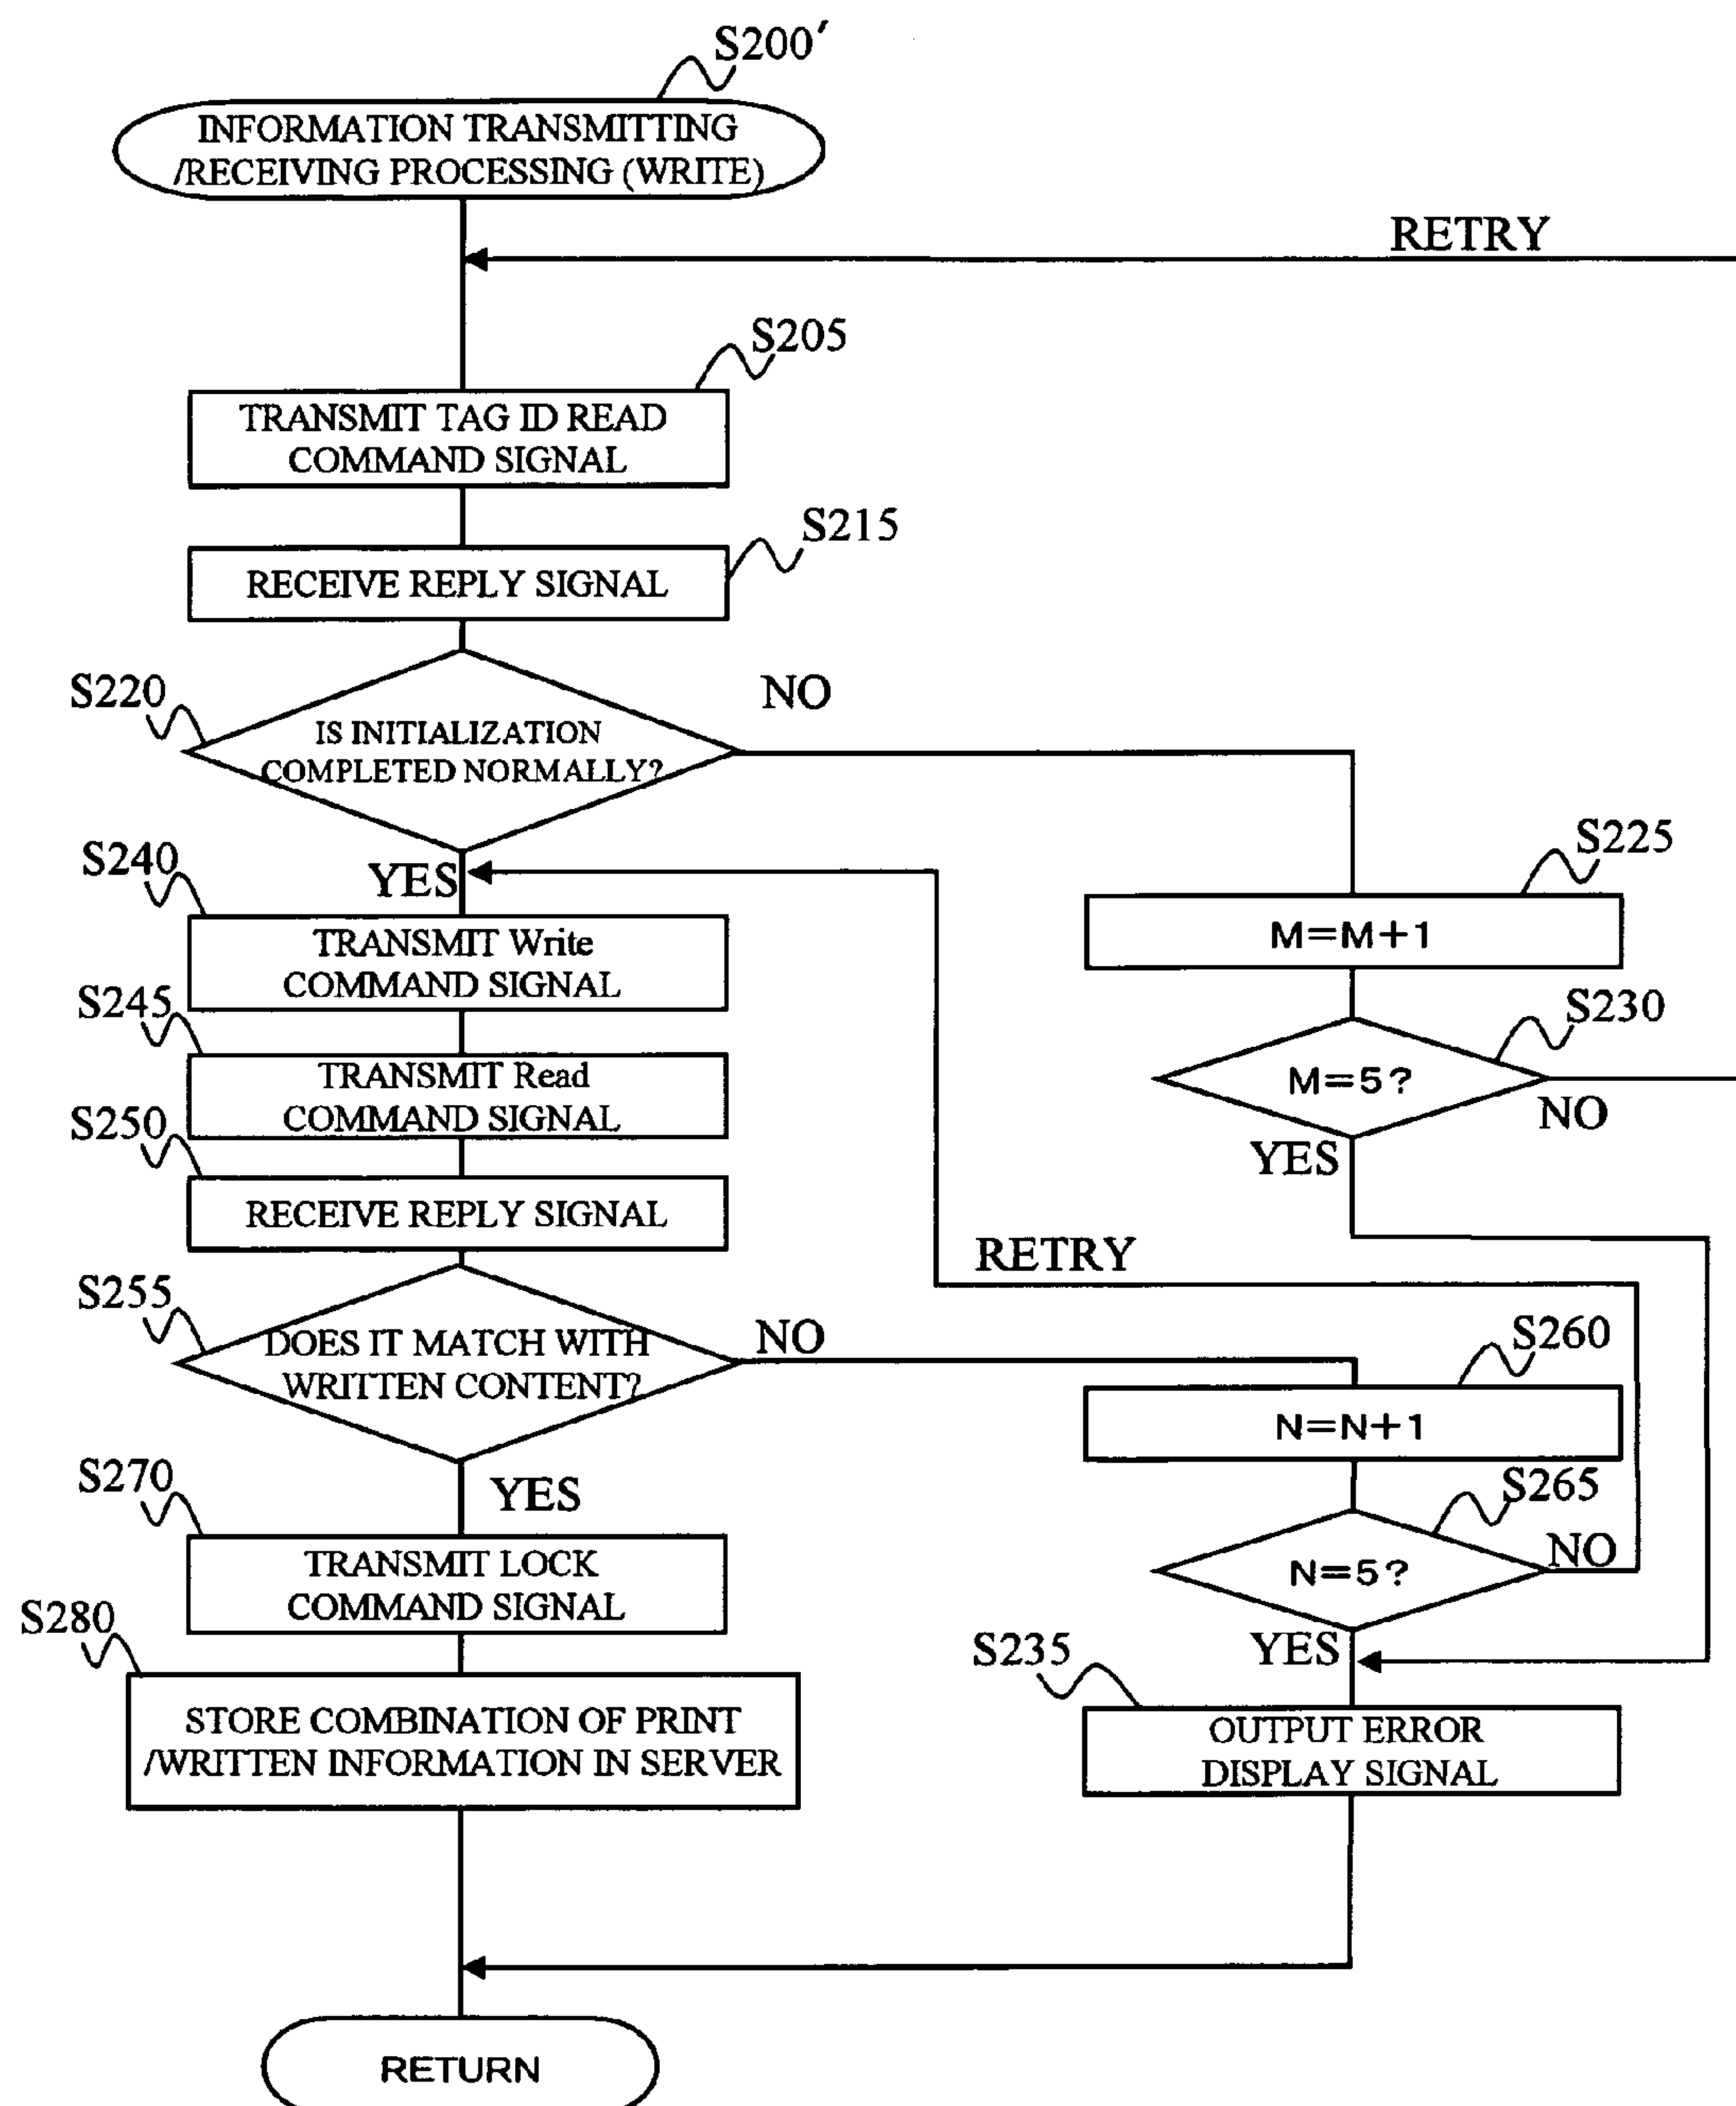 S200′
INFORMATION TRANSMITTING
/RECEIVING PROCESSING (WRITE)
RETRY
S205
TRANSMIT TAG ID READ
COMMAND SIGNAL
S215
RECEIVE REPLY SIGNAL
S220
NO
IS INITIALIZATION
COMPLETED NORMALLY?
S225
M=M+1
S230
M=5?
NO
YES
S240
YES
TRANSMIT Write
COMMAND SIGNAL
S245
TRANSMIT Read
COMMAND SIGNAL
S250
RECEIVE REPLY SIGNAL
RETRY
S255
DOES IT MATCH WITH
WRITTEN CONTENT?
NO
S260
N=N+1
S265
N=5?
NO
YES
S270
YES
TRANSMIT LOCK
COMMAND SIGNAL
S280
STORE COMBINATION OF PRINT
/WRITTEN INFORMATION IN SERVER
S235
OUTPUT ERROR
DISPLAY SIGNAL
RETURN